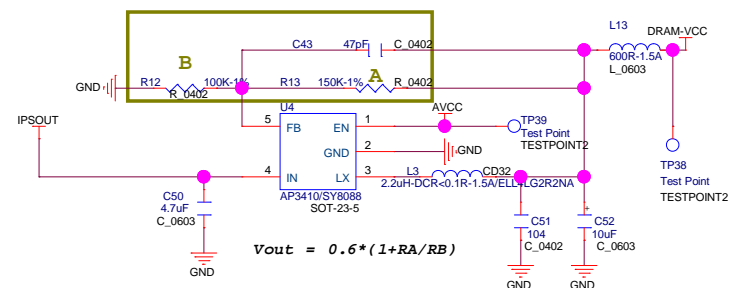 L13
DRAM-VCC
C43
47pF
C_0402
600R-1.5A
L_0603
B
A
GND
R12
100K-1%
R_0402
R13
150K-1%
R_0402
U4
AVCC
IPSOUT
5
FB
EN
1
TP39
Test Point
TESTPOINT2
GND
2
GND
TP38
Test Point
TESTPOINT2
4
IN
LX
3
L3
CD32
2.2uH-DCR<0.1R-1.5A/ELL4LG2R2NA
AP3410/SY8088
SOT-23-5
C50
4.7uF
C_0603
C51
104
C_0402
C52
10uF
C_0603
+
Vout = 0.6*(1+RA/RB)
GND
GND
GND